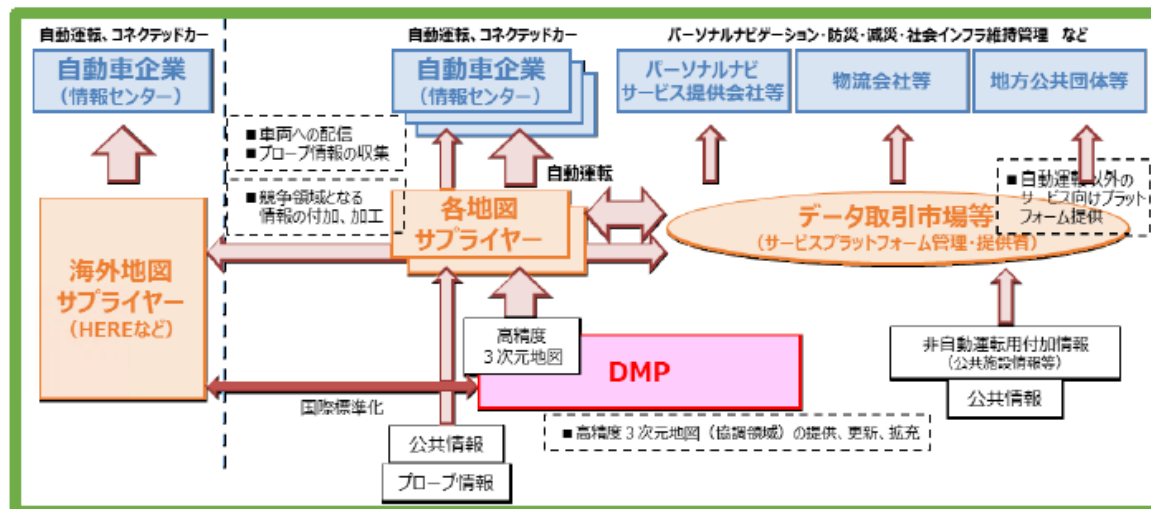 自動運転、コネクテッドカー
自動車企業
(情報センター)
自動運転、コネクテッドカー
自動車企業
(情報センター)
パーソナルナビゲーション・防災・減災・社会インフラ維持管理 など
パーソナルナビ
サービス提供会社等
物流会社等
地方公共団体等
■車両への配信
■プローブ情報の収集
■競争領域となる
情報の付加、加工
自動運転
各地図
サプライヤー
データ取引市場等
(サービスプラットフォーム管理・提供者)
■自動運転以外の
サービス向けプラット
フォーム提供
海外地図
サプライヤー
(HEREなど)
高精度
3次元地図
DMP
国際標準化
■高精度3次元地図(協調領域)の提供、更新、拡充
公共情報
プローブ情報
非自動運転用付加情報
(公共施設情報等)
公共情報